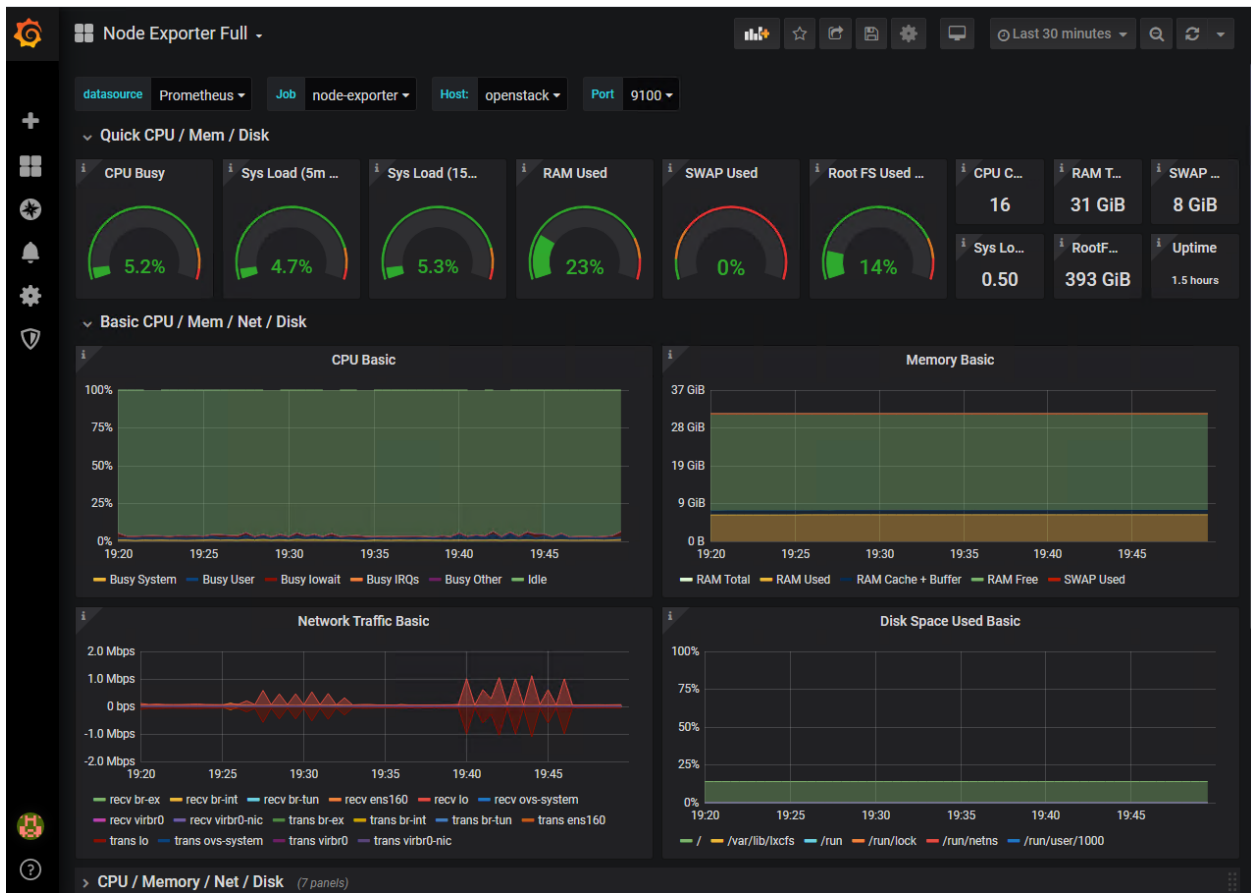 Node Exporter Full
Last 30 minutes
datasource Prometheus Job node-exporter Host: openstack Port 9100
Quick CPU / Mem / Disk
CPU Busy
5.2%
Sys Load (5m ...
4.7%
Sys Load (15...
5.3%
RAM Used
23%
SWAP Used
0%
Root FS Used ...
14%
CPU C...
16
RAM T...
31 GiB
SWAP ...
8 GiB
Sys Lo...
0.50
RootF...
393 GiB
Uptime
1.5 hours
Basic CPU / Mem / Net / Disk
CPU Basic
100%
75%
50%
25%
0%
19:20 19:25 19:30 19:35 19:40 19:45
Busy System Busy User Busy Iowait Busy IRQs Busy Other Idle
Memory Basic
37 GiB
28 GiB
19 GiB
9 GiB
0 B
19:20 19:25 19:30 19:35 19:40 19:45
RAM Total RAM Used RAM Cache + Buffer RAM Free SWAP Used
Network Traffic Basic
2.0 Mbps
1.0 Mbps
0 bps
-1.0 Mbps
-2.0 Mbps
19:20 19:25 19:30 19:35 19:40 19:45
recv br-ex recv br-int recv br-tun recv ens160 recv lo recv ovs-system
recv virbr0 recv virbr0-nic trans br-ex trans br-int trans br-tun trans ens160
trans lo trans ovs-system trans virbr0 trans virbr0-nic
Disk Space Used Basic
100%
75%
50%
25%
0%
19:20 19:25 19:30 19:35 19:40 19:45
/ /var/lib/lxcfs /run /run/lock /run/netns /run/user/1000
CPU / Memory / Net / Disk (7 panels)